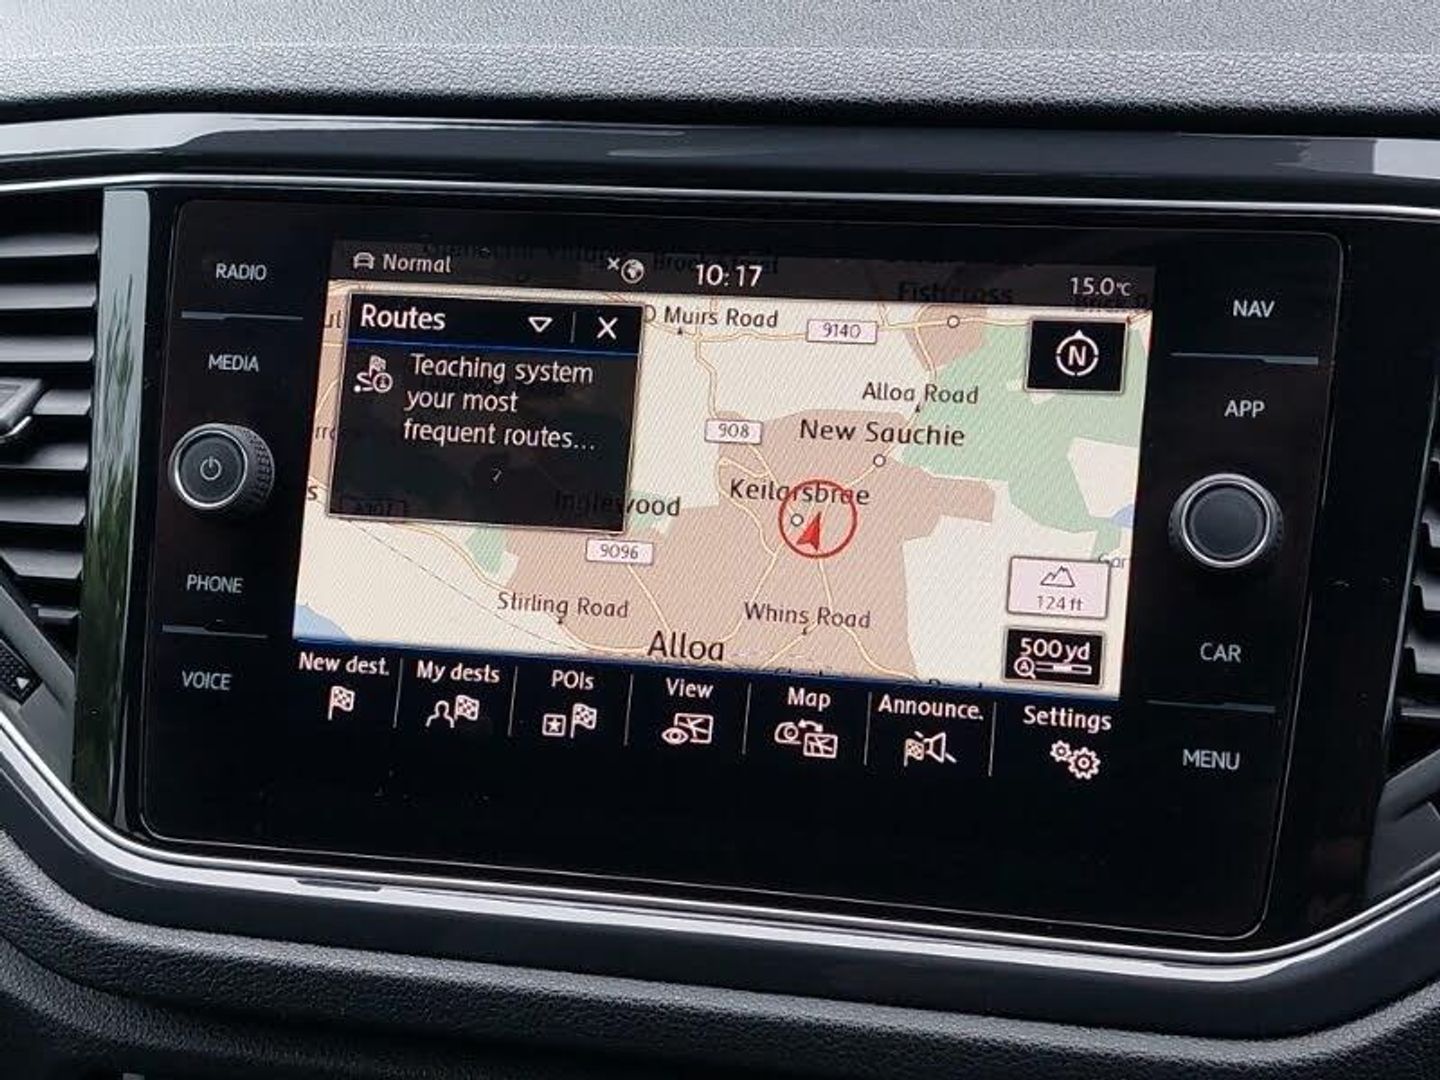 RADIO
MEDIA
PHONE
VOICE
Normal
10:17
15.0°C
Routes
Teaching system
your most
frequent routes...
Muirs Road
9140
Fishcross
N
Alloa Road
908
New Sauchie
Keilarsbrae
Inglewood
9096
Stirling Road
Whins Road
Alloa
124 ft
500yd
New dest.
My dests
POIs
View
Map
Announce.
Settings
NAV
APP
CAR
MENU